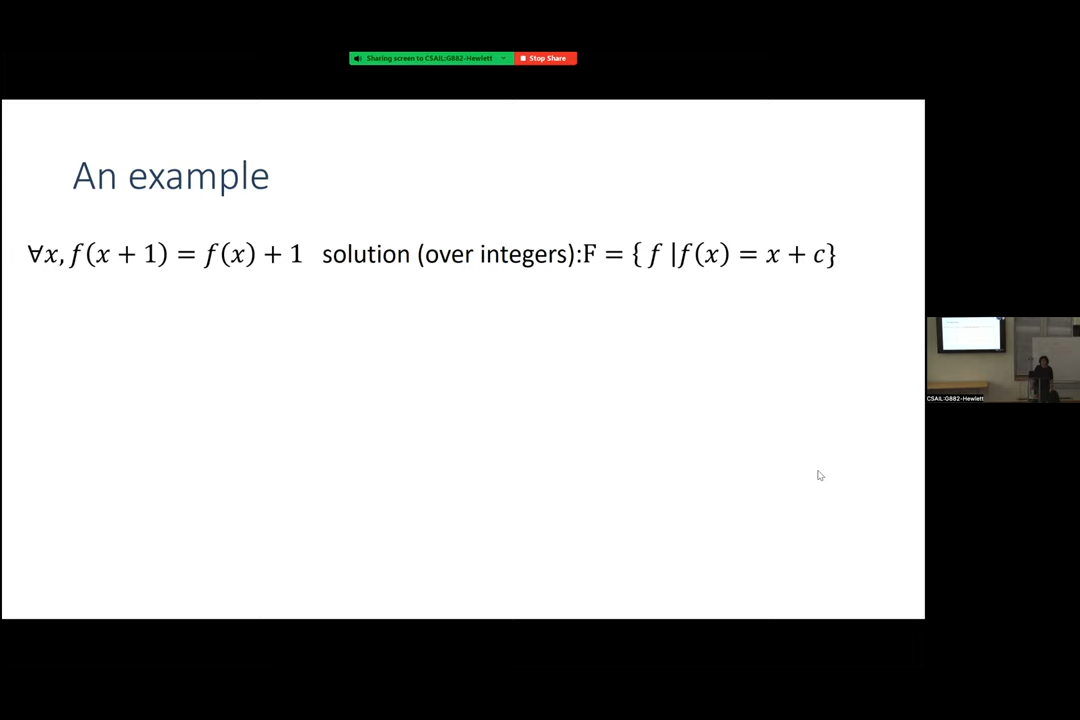 Sharing screen to CSAIL:G882-Hewlett
Stop Share
An example
∀x, f(x + 1) = f(x) + 1 solution (over integers):F = { f |f(x) = x + c}
CSAIL:G882-Hewlett